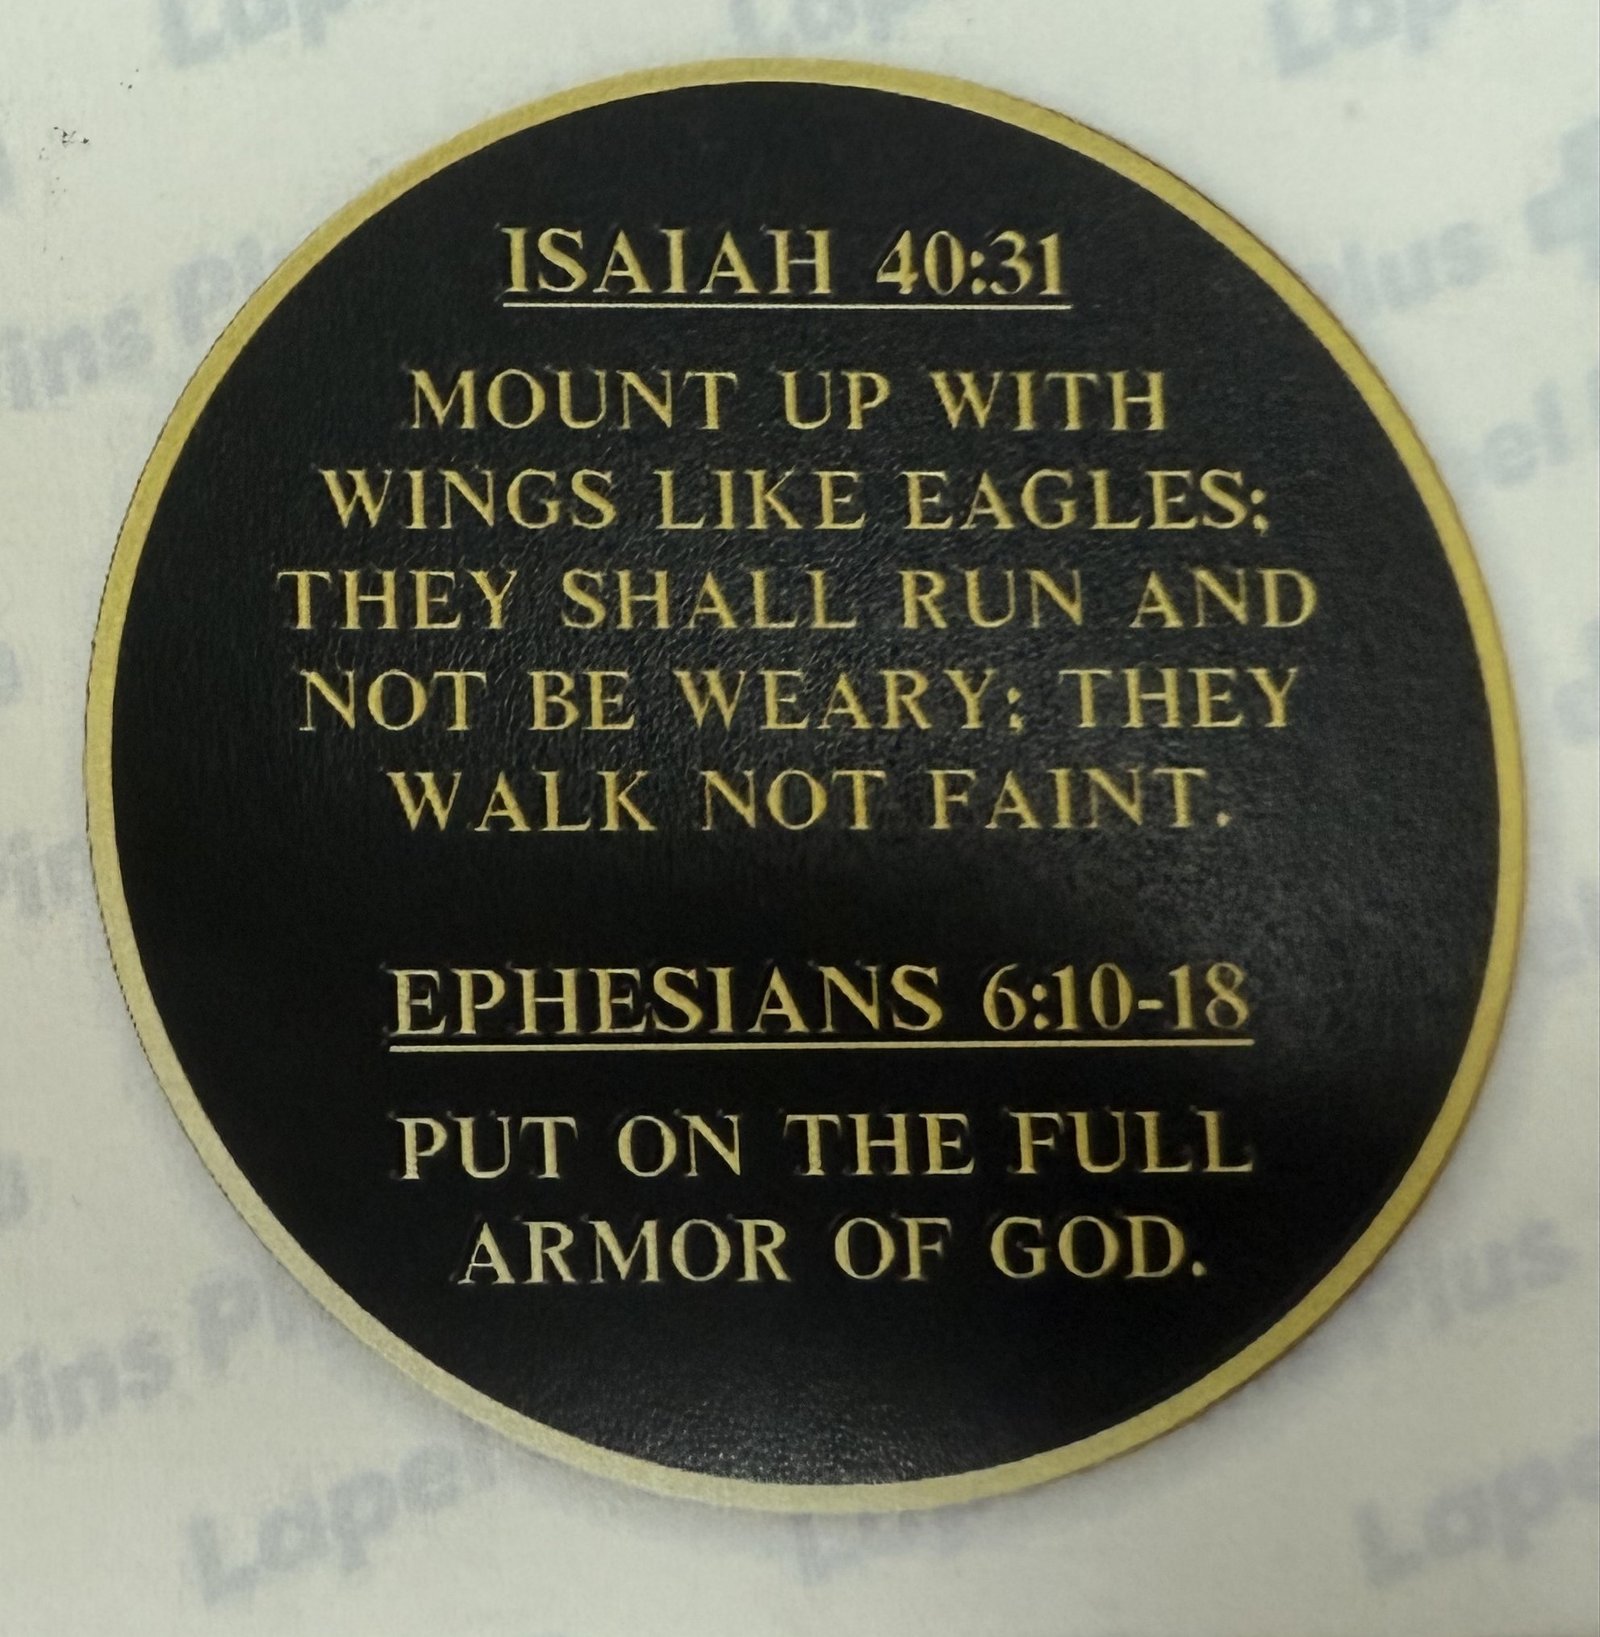 ISAIAH 40:31
MOUNT UP WITH
WINGS LIKE EAGLES;
THEY SHALL RUN AND
NOT BE WEARY; THEY
WALK NOT FAINT.
EPHESIANS 6:10-18
PUT ON THE FULL
ARMOR OF GOD.